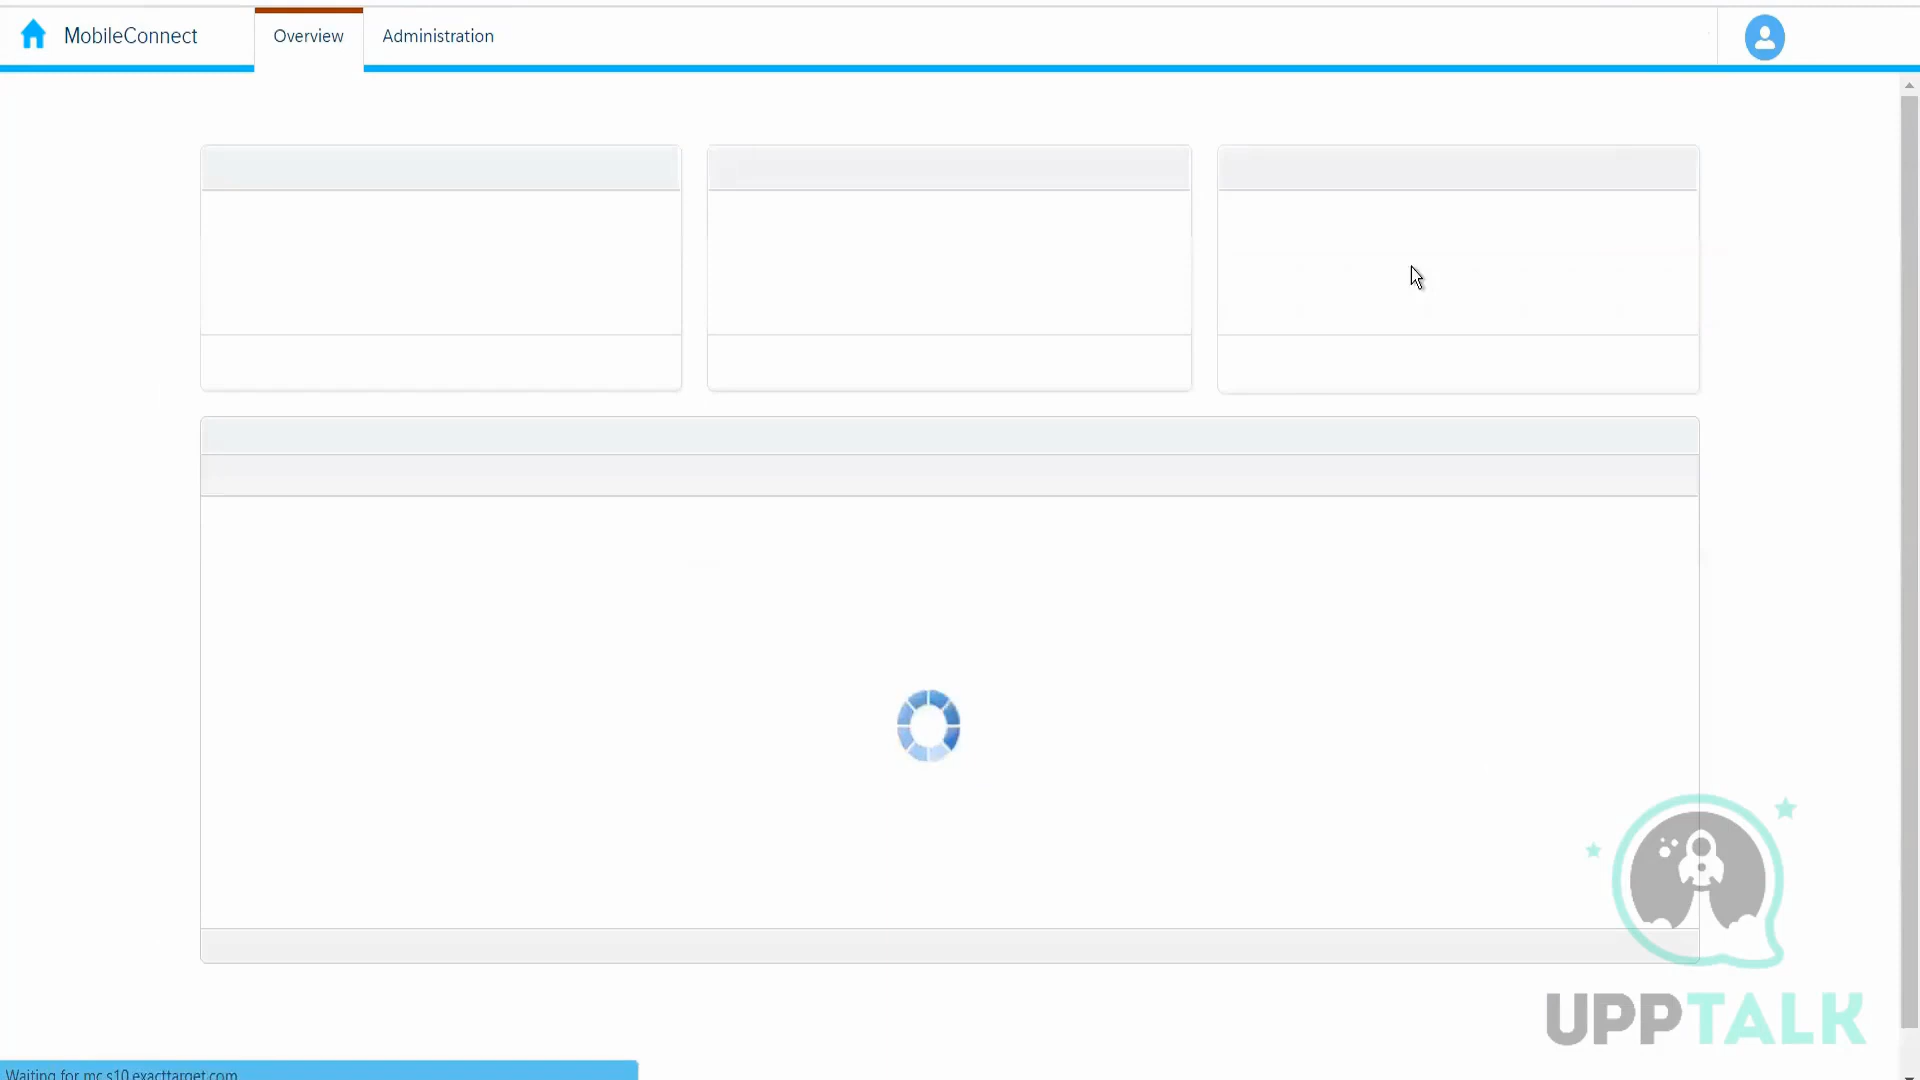 MobileConnect
Overview
Administration
UPPTALK
Waiting for mc.s10.exacttarget.com